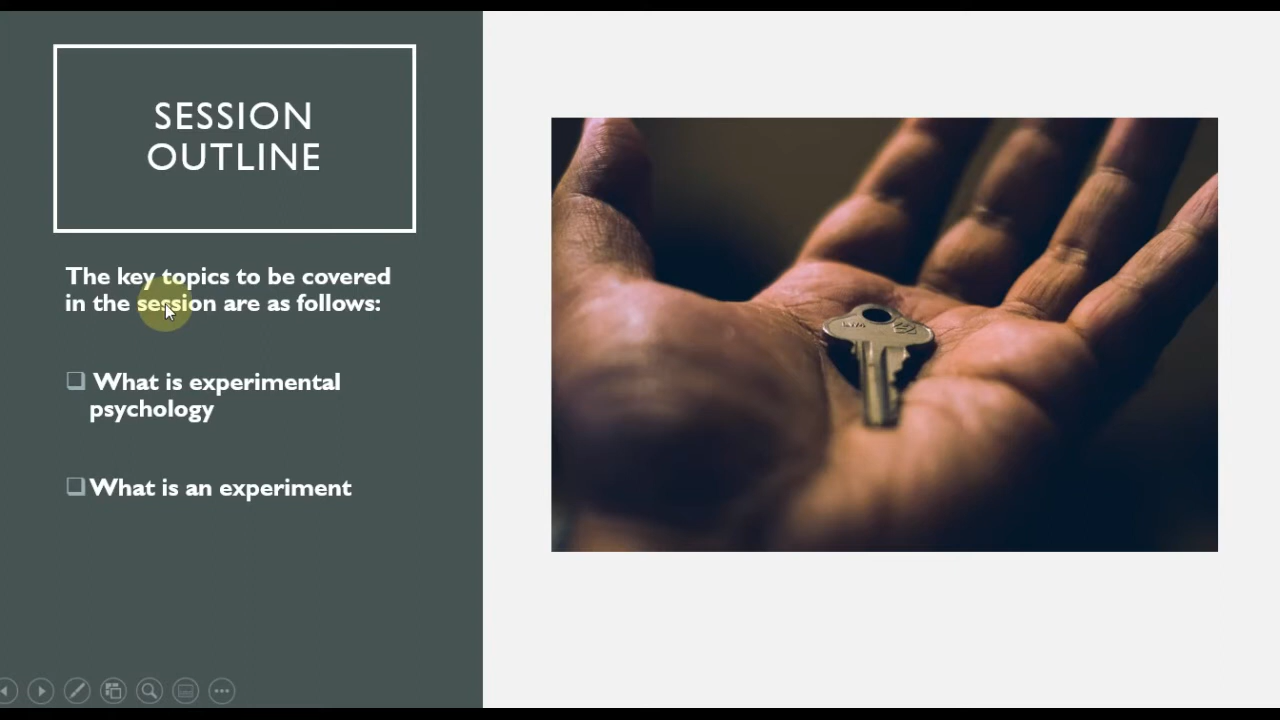 SESSION
OUTLINE
The key topics to be covered
in the session are as follows:
❑ What is experimental
psychology
❑ What is an experiment